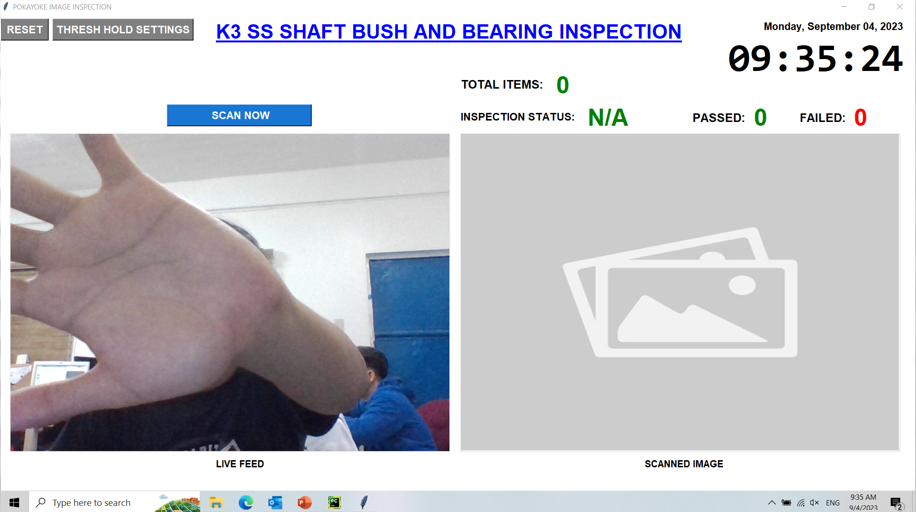 POKAYOKE IMAGE INSPECTION
RESET
THRESH HOLD SETTINGS
K3 SS SHAFT BUSH AND BEARING INSPECTION
Monday, September 04, 2023
09:35:24
TOTAL ITEMS: 0
SCAN NOW
INSPECTION STATUS: N/A
PASSED: 0
FAILED: 0
LIVE FEED
SCANNED IMAGE
Type here to search
ENG
9:35 AM
9/4/2023
2